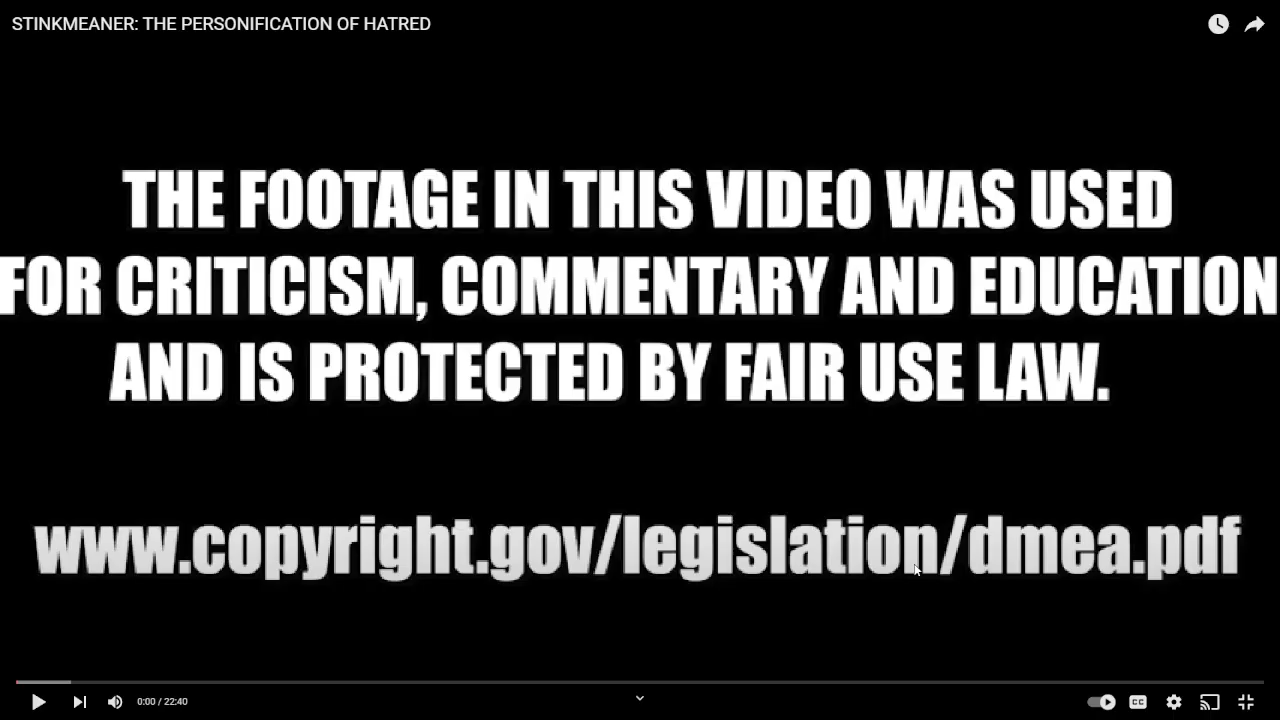 STINKMEANER: THE PERSONIFICATION OF HATRED
THE FOOTAGE IN THIS VIDEO WAS USED
FOR CRITICISM, COMMENTARY AND EDUCATION
AND IS PROTECTED BY FAIR USE LAW.
www.copyright.gov/legislation/dmea.pdf
0:00 / 22:40
CC